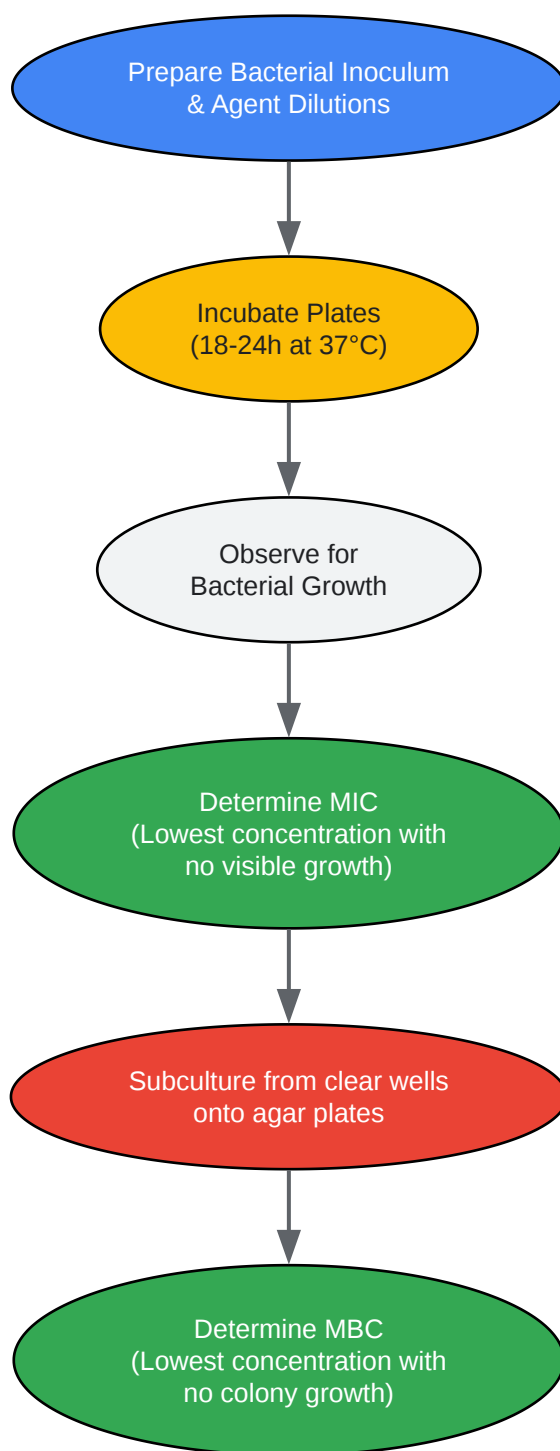 Prepare Bacterial Inoculum
& Agent Dilutions
Incubate Plates
(18-24h at 37°C)
Observe for
Bacterial Growth
Determine MIC
(Lowest concentration with
no visible growth)
Subculture from clear wells
onto agar plates
Determine MBC
(Lowest concentration with
no colony growth)